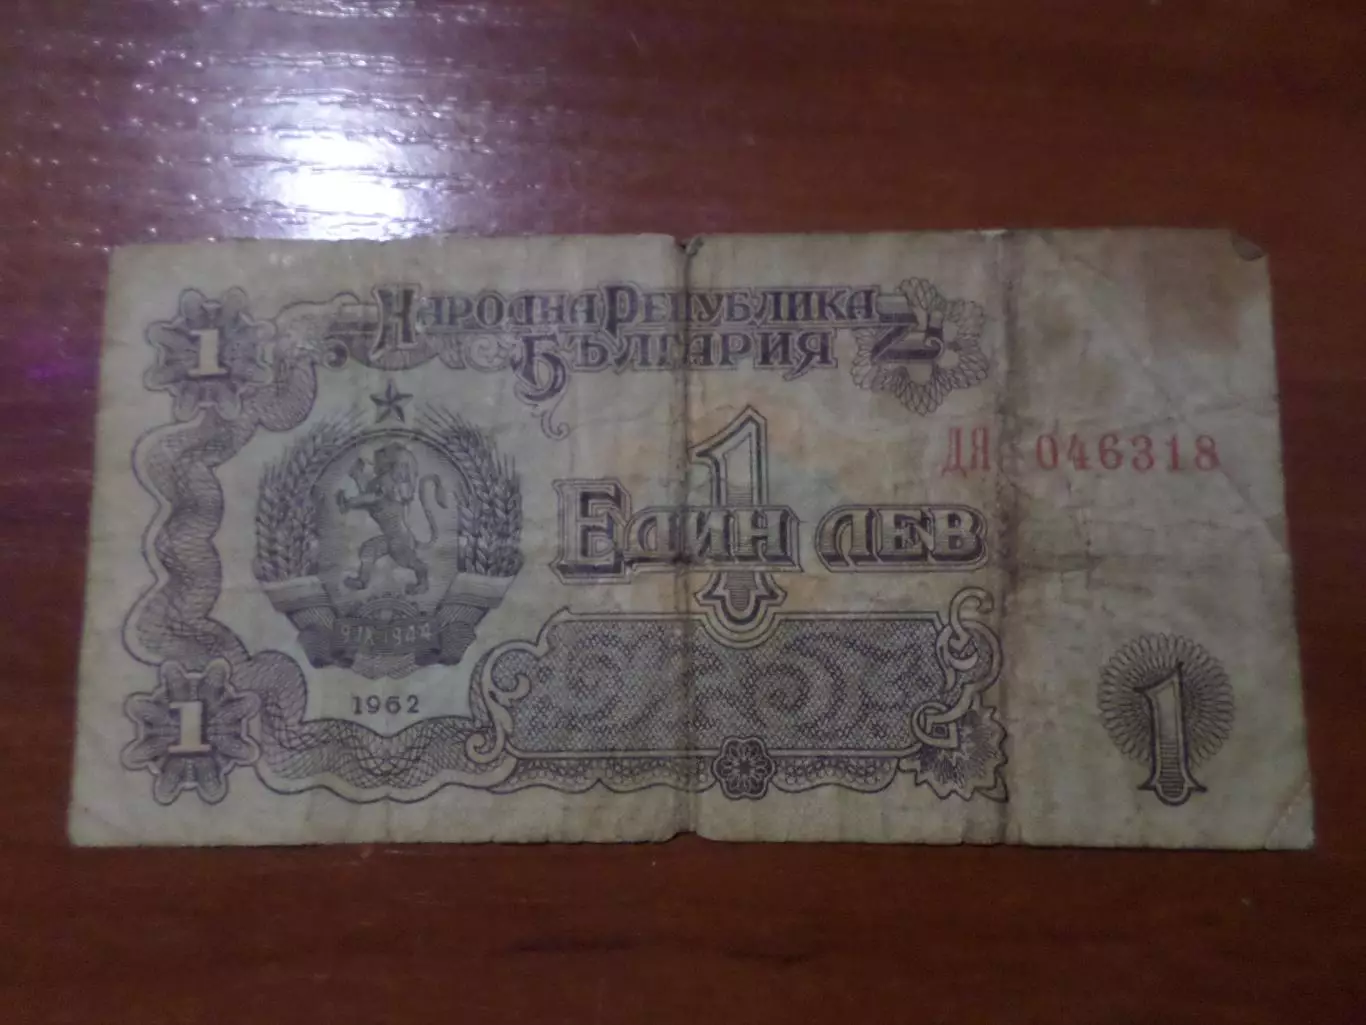 1
Народна Република
България
1
ДЯ 046318
Един лев
9·IX·1944
1962
1
1